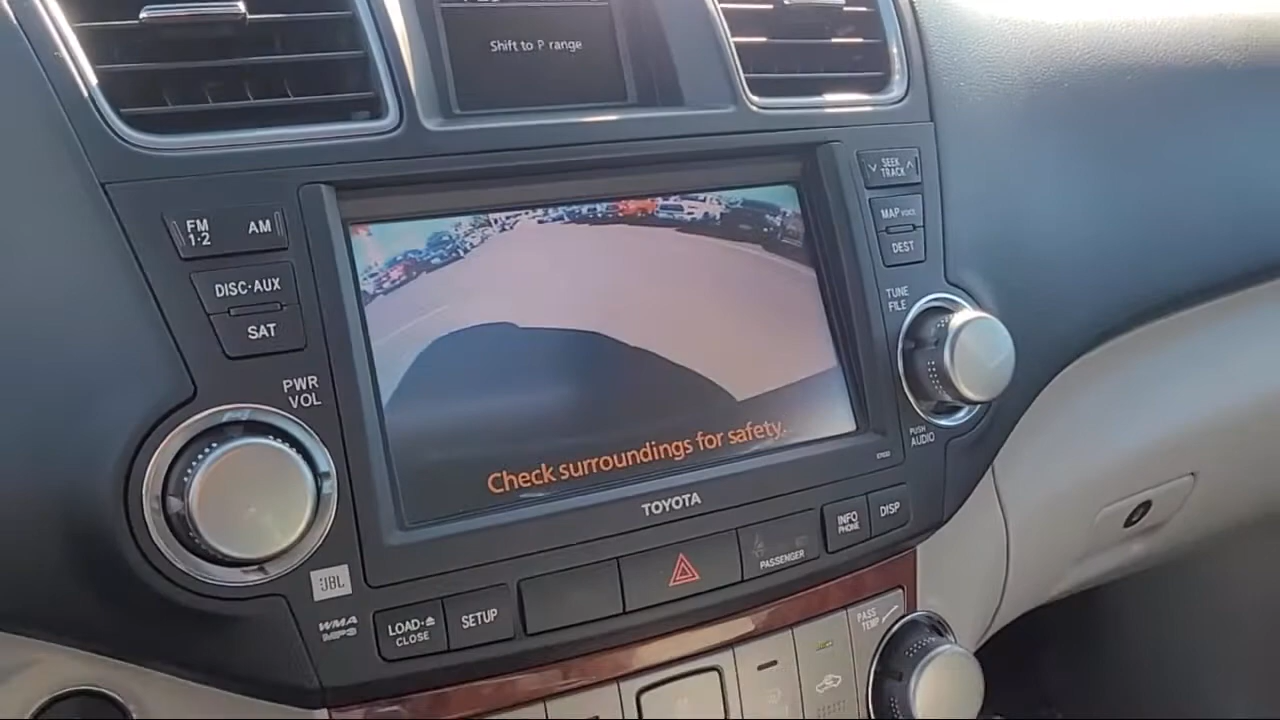 Shift to P range
SEEK
TRACK
FM
1·2
AM
MAP VOICE
DEST
DISC·AUX
SAT
TUNE
FILE
PWR
VOL
PUSH
AUDIO
Check surroundings for safety.
TOYOTA
INFO
PHONE
DISP
PASSENGER
JBL
WMA
MP3
LOAD·
CLOSE
SETUP
PASS
TEMP